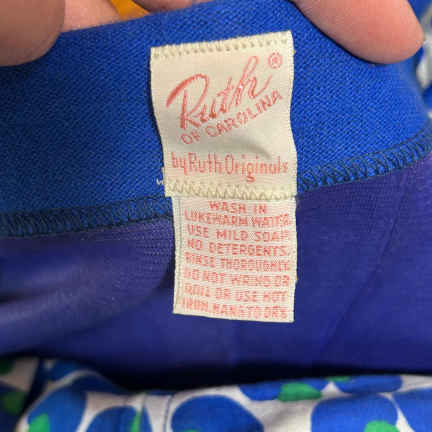 Ruth®
OF CAROLINA
by Ruth Originals
WASH IN
LUKEWARM WATER.
USE MILD SOAP
NO DETERGENTS.
RINSE THOROUGHLY.
DO NOT WRING OR
ROLL OR USE HOT
IRON. HANG TO DRY.